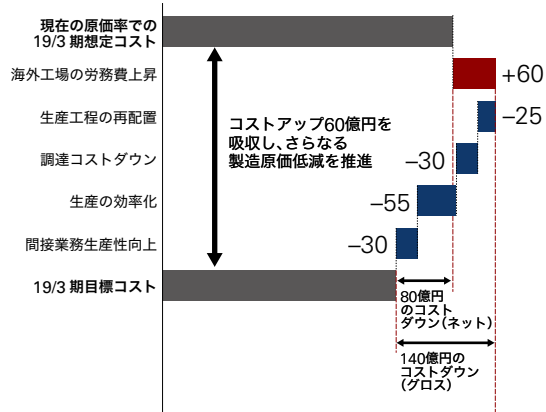 現在の原価率での
19/3 期想定コスト
海外工場の労務費上昇
+60
生産工程の再配置
−25
コストアップ60億円を
吸収し、さらなる
製造原価低減を推進
調達コストダウン
−30
生産の効率化
−55
間接業務生産性向上
−30
19/3 期目標コスト
80億円
のコスト
ダウン（ネット）
140億円の
コストダウン
（グロス）